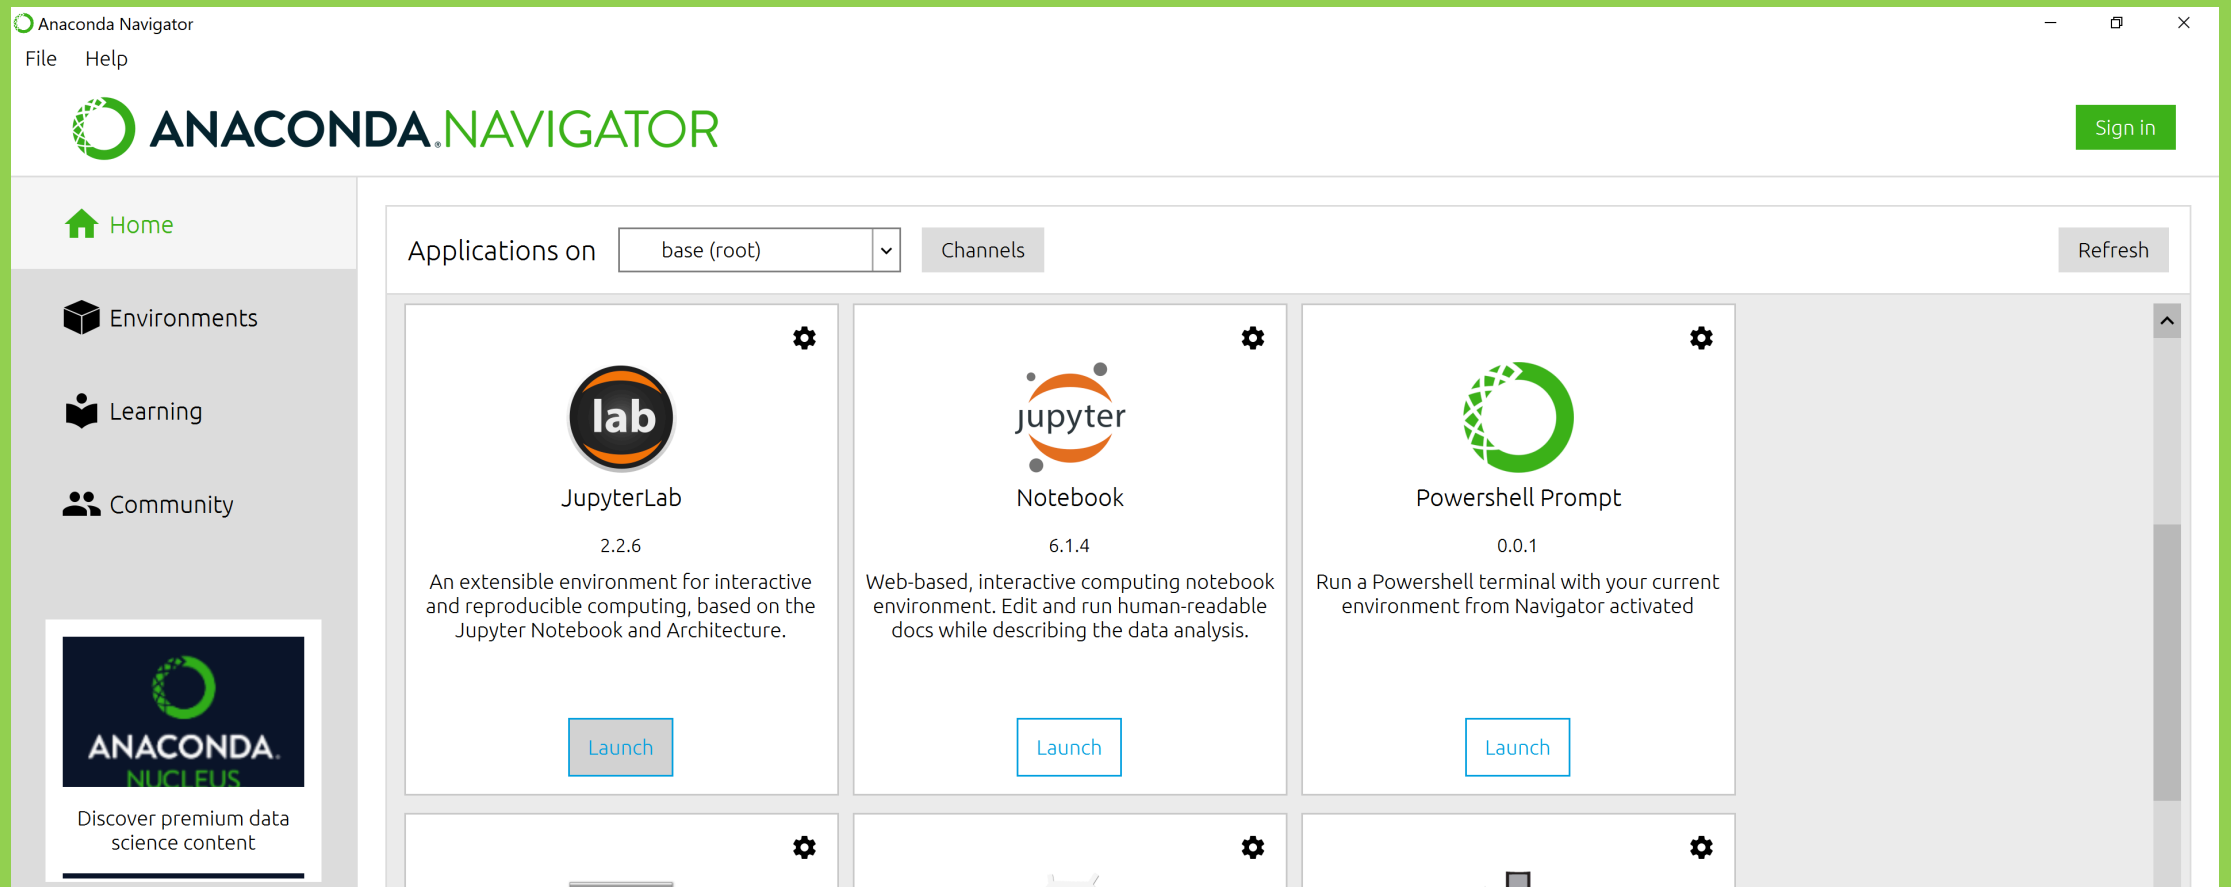 Anaconda Navigator
File Help
ANACONDA.NAVIGATOR
Sign in
Home
Environments
Learning
Community
ANACONDA.
NUCLEUS
Discover premium data
science content
Applications on base (root) Channels Refresh
lab
JupyterLab
2.2.6
An extensible environment for interactive
and reproducible computing, based on the
Jupyter Notebook and Architecture.
Launch
jupyter
Notebook
6.1.4
Web-based, interactive computing notebook
environment. Edit and run human-readable
docs while describing the data analysis.
Launch
Powershell Prompt
0.0.1
Run a Powershell terminal with your current
environment from Navigator activated
Launch